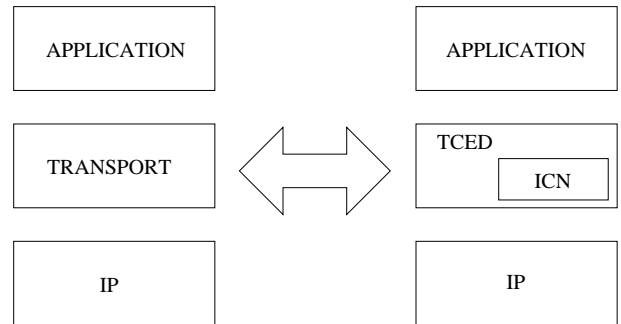 APPLICATION
APPLICATION
TRANSPORT
TCED
ICN
IP
IP